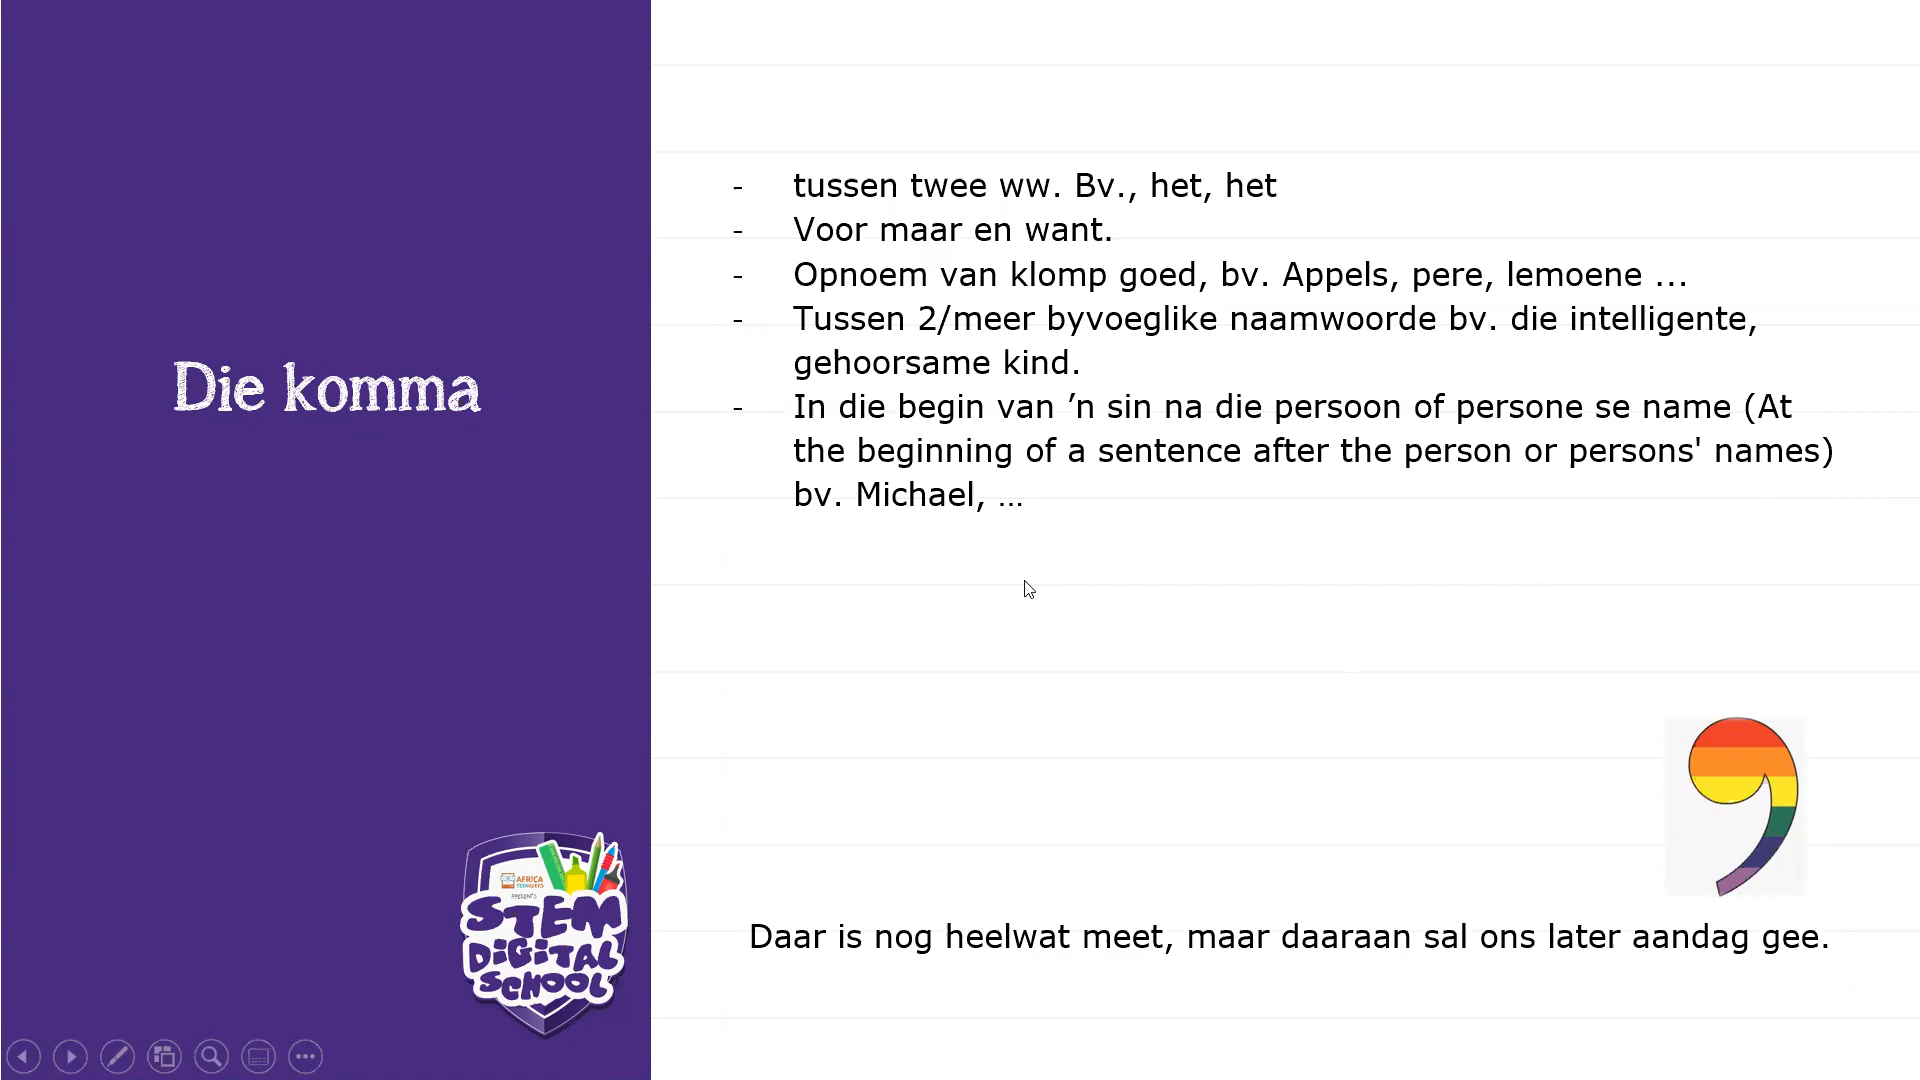 Die komma
- tussen twee ww. Bv., het, het
- Voor maar en want.
- Opnoem van klomp goed, bv. Appels, pere, lemoene ...
- Tussen 2/meer byvoeglike naamwoorde bv. die intelligente,
gehoorsame kind.
- In die begin van ’n sin na die persoon of persone se name (At
the beginning of a sentence after the person or persons' names)
bv. Michael, ...
Daar is nog heelwat meet, maar daaraan sal ons later aandag gee.
AFRICA
TEEN GEEKS
PRESENTS
STEM
DIGITAL
SCHOOL